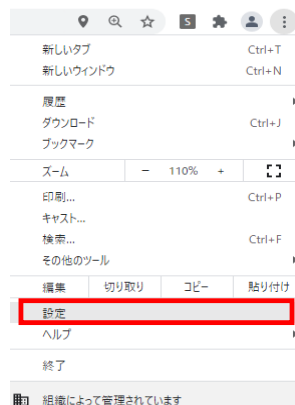 S
新しいタブ Ctrl+T
新しいウィンドウ Ctrl+N
履歴
ダウンロード Ctrl+J
ブックマーク
ズーム − 110% +
印刷... Ctrl+P
キャスト...
検索... Ctrl+F
その他のツール
編集 切り取り コピー 貼り付け
設定
ヘルプ
終了
組織によって管理されています